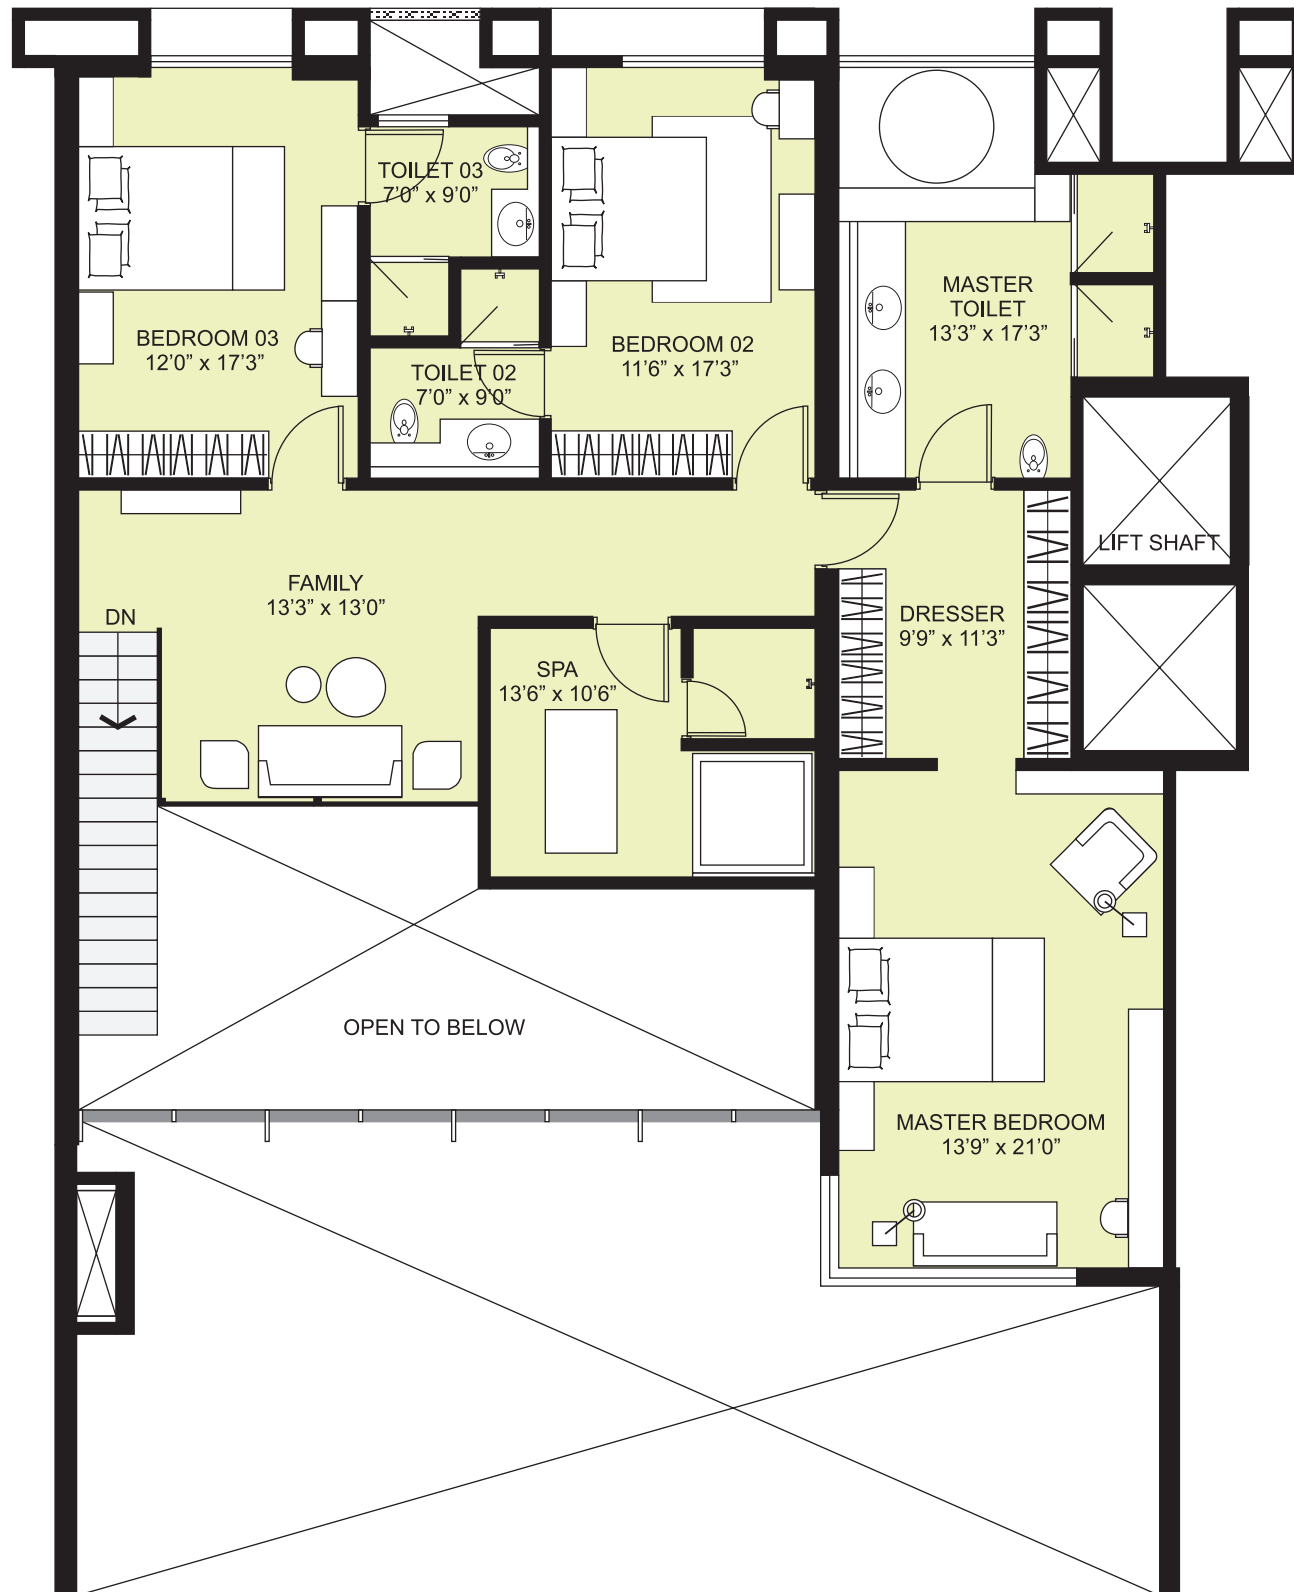 TOILET 03
7’0” x 9’0”
MASTER
TOILET
13’3” x 17’3”
BEDROOM 03
12’0” x 17’3”
BEDROOM 02
11’6” x 17’3”
TOILET 02
7’0” x 9’0”
LIFT SHAFT
FAMILY
13’3” x 13’0”
DN
DRESSER
9’9” x 11’3”
SPA
13’6” x 10’6”
OPEN TO BELOW
MASTER BEDROOM
13’9” x 21’0”